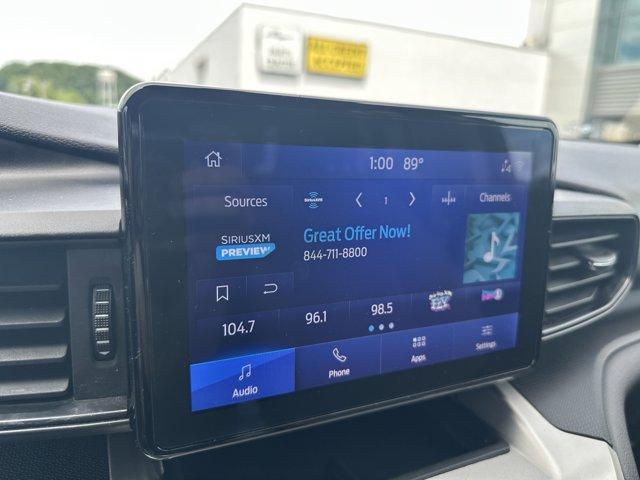 1:00 89°
Sources
SiriusXM
1
Channels
SIRIUSXM
PREVIEW
Great Offer Now!
844-711-8800
104.7
96.1
98.5
Audio
Phone
Apps
Settings